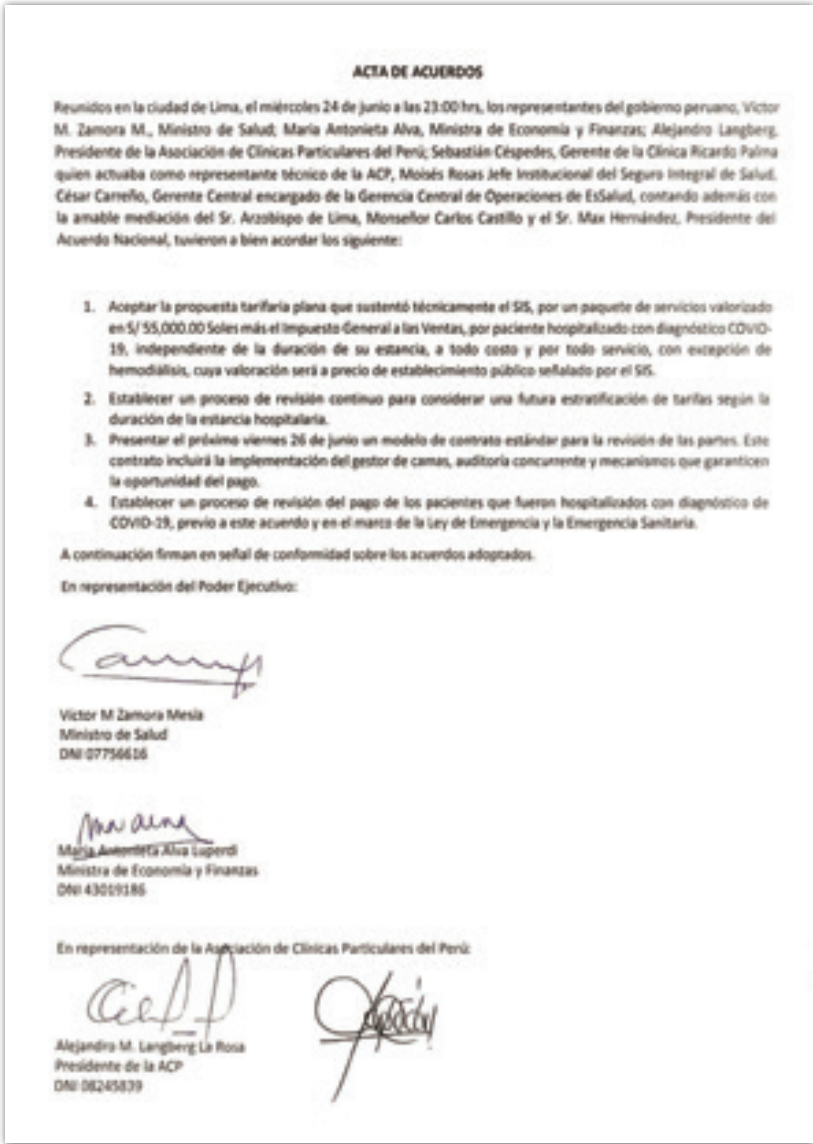 ACTA DE ACUERDOS
Reunidos en la ciudad de Lima, el miércoles 24 de junio a las 23:00 hrs, los representantes del gobierno peruano, Victor
M. Zamora M., Ministro de Salud; Maria Antonieta Alva, Ministra de Economía y Finanzas; Alejandro Langberg,
Presidente de la Asociación de Clínicas Particulares del Perú; Sebastián Céspedes, Gerente de la Clínica Ricardo Palma
quien actuaba como representante técnico de la ACP, Moisés Rosas Jefe Institucional del Seguro Integral de Salud,
César Carreño, Gerente Central encargado de la Gerencia Central de Operaciones de EsSalud, contando además con
la amable mediación del Sr. Arzobispo de Lima, Monseñor Carlos Castillo y el Sr. Max Hernández, Presidente del
Acuerdo Nacional, tuvieron a bien acordar los siguiente:
1. Aceptar la propuesta tarifaria plana que sustentó técnicamente el SIS, por un paquete de servicios valorizado
en S/ 55,000.00 Soles más el Impuesto General a las Ventas, por paciente hospitalizado con diagnóstico COVID-
19, independiente de la duración de su estancia, a todo costo y por todo servicio, con excepción de
hemodiálisis, cuya valoración será a precio de establecimiento público señalado por el SIS.
2. Establecer un proceso de revisión continuo para considerar una futura estratificación de tarifas según la
duración de la estancia hospitalaria.
3. Presentar el próximo viernes 26 de junio un modelo de contrato estándar para la revisión de las partes. Este
contrato incluirá la implementación del gestor de camas, auditoría concurrente y mecanismos que garanticen
la oportunidad del pago.
4. Establecer un proceso de revisión del pago de los pacientes que fueron hospitalizados con diagnóstico de
COVID-19, previo a este acuerdo y en el marco de la Ley de Emergencia y la Emergencia Sanitaria.
A continuación firman en señal de conformidad sobre los acuerdos adoptados.
En representación del Poder Ejecutivo:
Victor M Zamora Mesía
Ministro de Salud
DNI 07756616
Maria Antonieta Alva Luperdi
Ministra de Economía y Finanzas
DNI 43019186
En representación de la Asociación de Clínicas Particulares del Perú:
Alejandro M. Langberg La Rosa
Presidente de la ACP
DNI 08245839